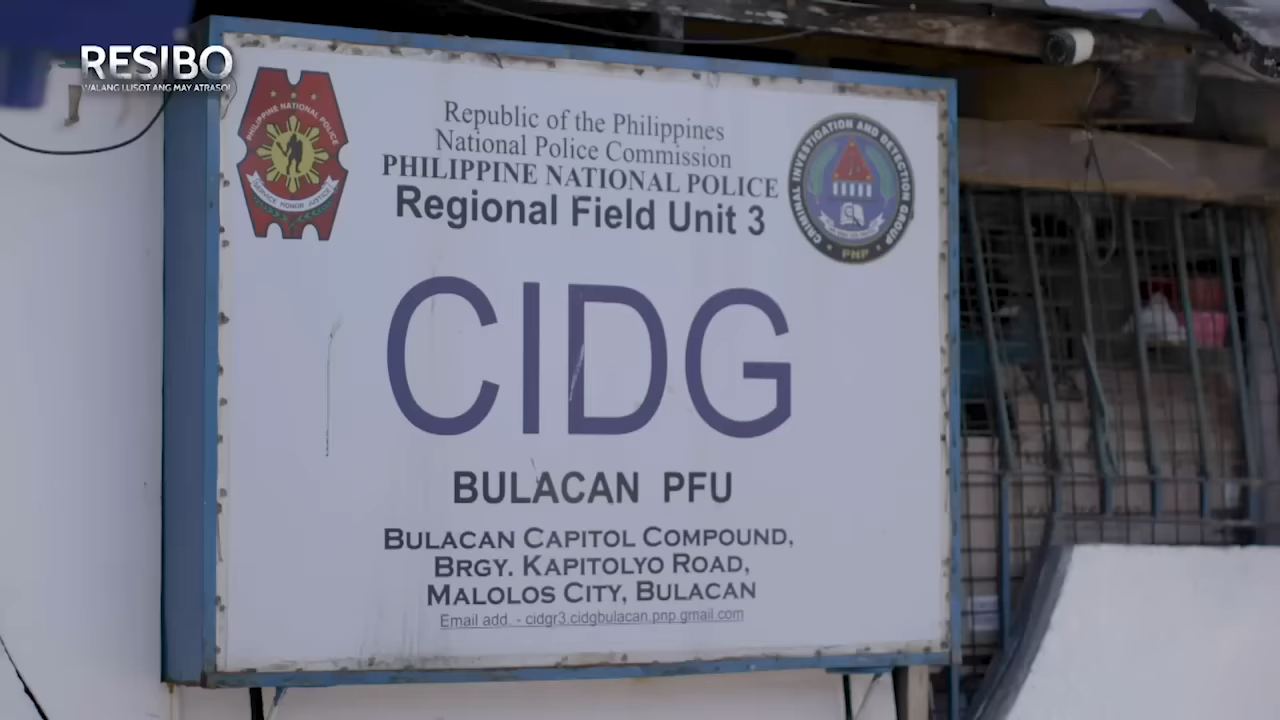 RESIBO
WALANG LUSOT ANG MAY ATRASO!
Republic of the Philippines
National Police Commission
PHILIPPINE NATIONAL POLICE
Regional Field Unit 3
PHILIPPINE NATIONAL POLICE
SERVICE HONOR JUSTICE
CRIMINAL INVESTIGATION AND DETECTION GROUP
PNP
CIDG
BULACAN PFU
BULACAN CAPITOL COMPOUND,
BRGY. KAPITOLYO ROAD,
MALOLOS CITY, BULACAN
Email add. - cidgr3.cidgbulacan.pnp.gmail.com